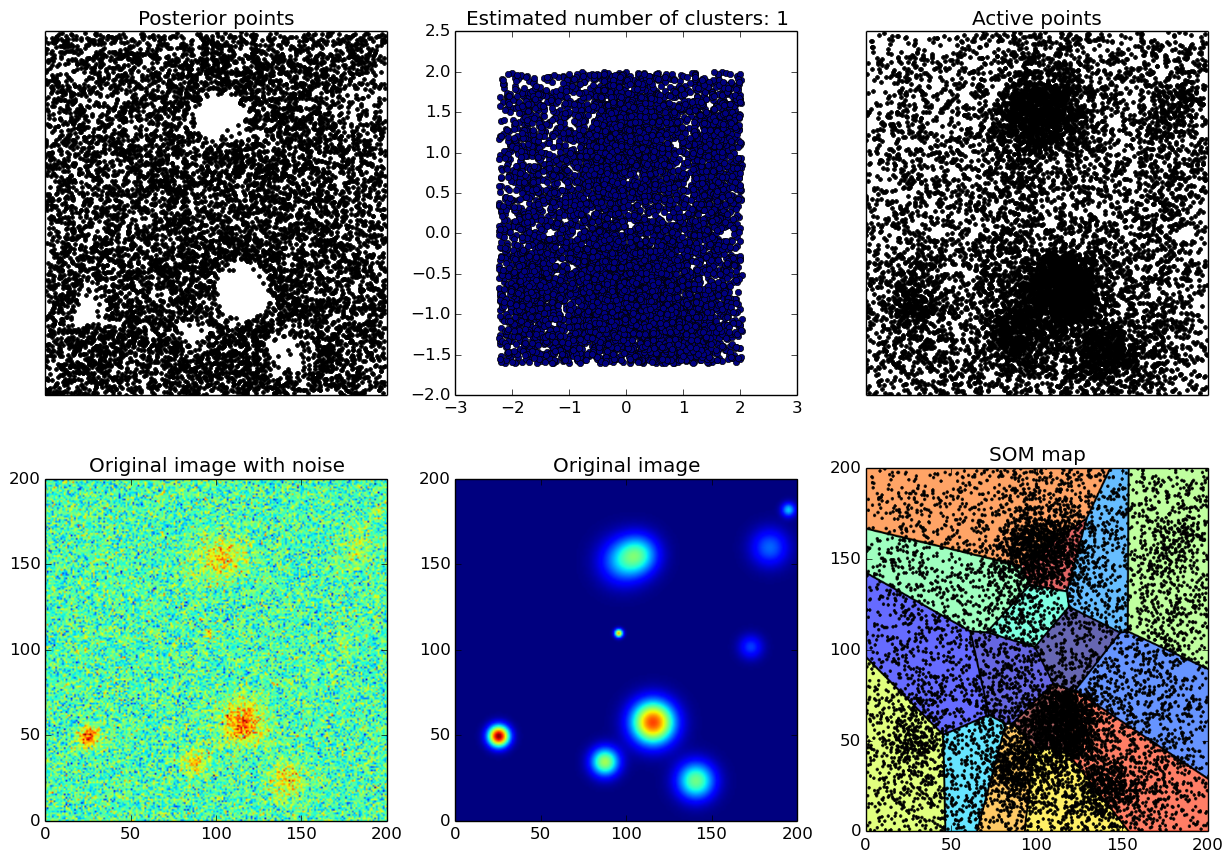 Posterior points
Estimated number of clusters: 1
Active points
2.5
2.0
1.5
1.0
0.5
0.0
−0.5
−1.0
−1.5
−2.0
−3 −2 −1 0 1 2 3
Original image with noise
200
150
100
50
0
0 50 100 150 200
Original image
200
150
100
50
0
0 50 100 150 200
SOM map
200
150
100
50
0
0 50 100 150 200